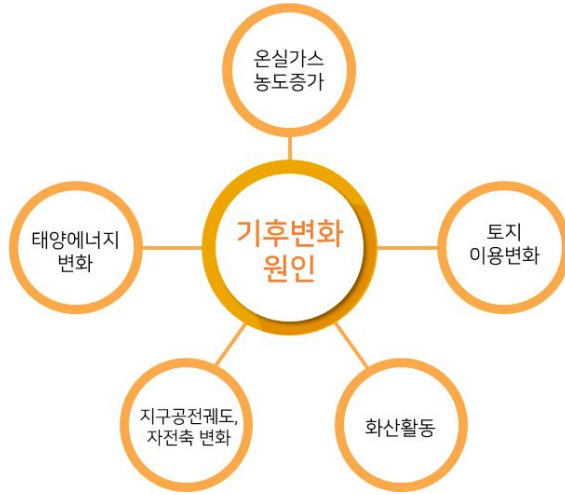 온실가스
농도증가
태양에너지
변화
기후변화
원인
토지
이용변화
지구공전궤도,
자전축 변화
화산활동